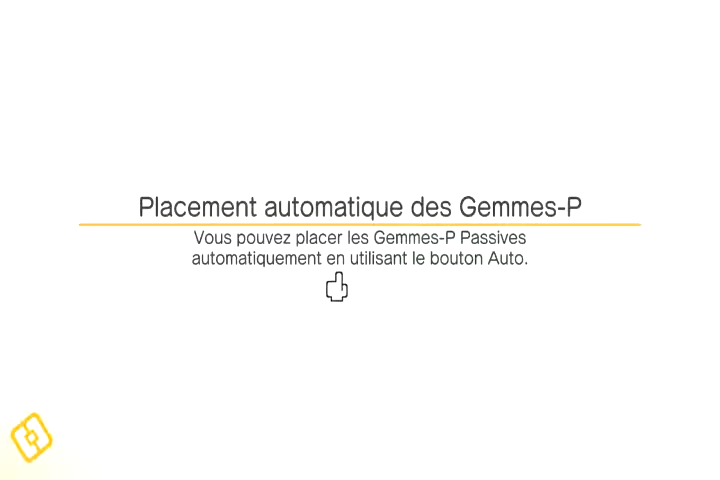 Placement automatique des Gemmes-P
Vous pouvez placer les Gemmes-P Passives
automatiquement en utilisant le bouton Auto.